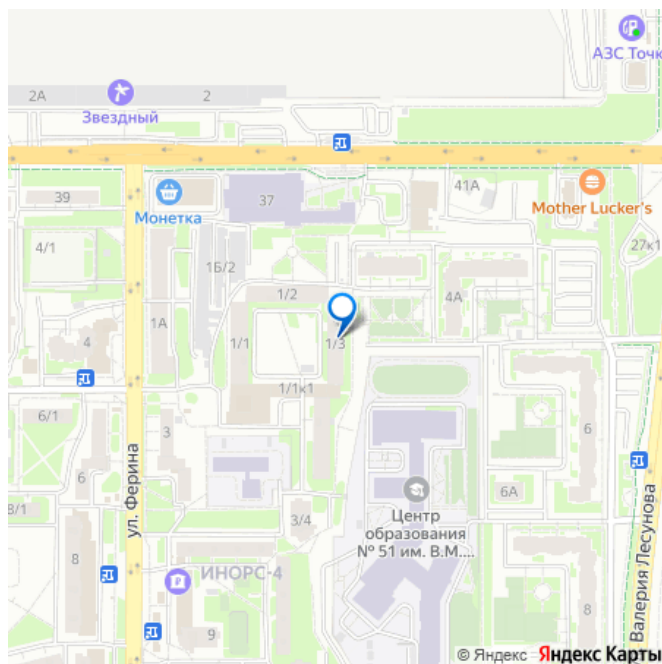 АЗС Точк
2А
2
Звездный
39
Монетка
37
41А
Mother Lucker's
27к1
4/1
1Б/2
1/2
4А
1А
1/1
1/3
4
1/1к1
6/1
3
6
6
6А
8/1
ул. Ферина
3/4
Центр
образования
№ 51 им. В.М....
Валерия Лесунова
8
ИНОРС-4
9
8
© Яндекс Яндекс Карты